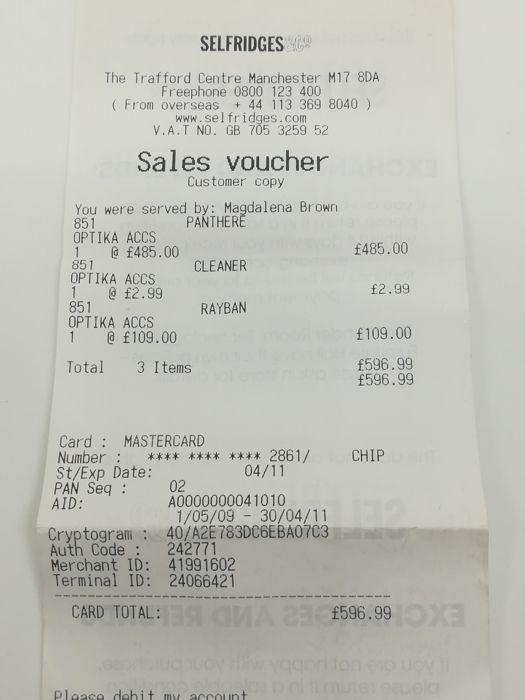 SELFRIDGES&CO
The Trafford Centre Manchester M17 8DA
Freephone 0800 123 400
( From overseas + 44 113 369 8040 )
www.selfridges.com
V.A.T NO. GB 705 3259 52
Sales voucher
Customer copy
You were served by: Magdalena Brown
851 PANTHERE
OPTIKA ACCS
1 @ £485.00 £485.00
851 CLEANER
OPTIKA ACCS
1 @ £2.99 £2.99
851 RAYBAN
OPTIKA ACCS
1 @ £109.00 £109.00
Total 3 Items £596.99
£596.99
Card : MASTERCARD
Number : **** **** **** 2861/ CHIP
St/Exp Date: 04/11
PAN Seq : 02
AID: A0000000041010
1/05/09 - 30/04/11
Cryptogram : 40/A2E783DC6EBA07C3
Auth Code : 242771
Merchant ID: 41991602
Terminal ID: 24066421
CARD TOTAL: £596.99
Please debit my account